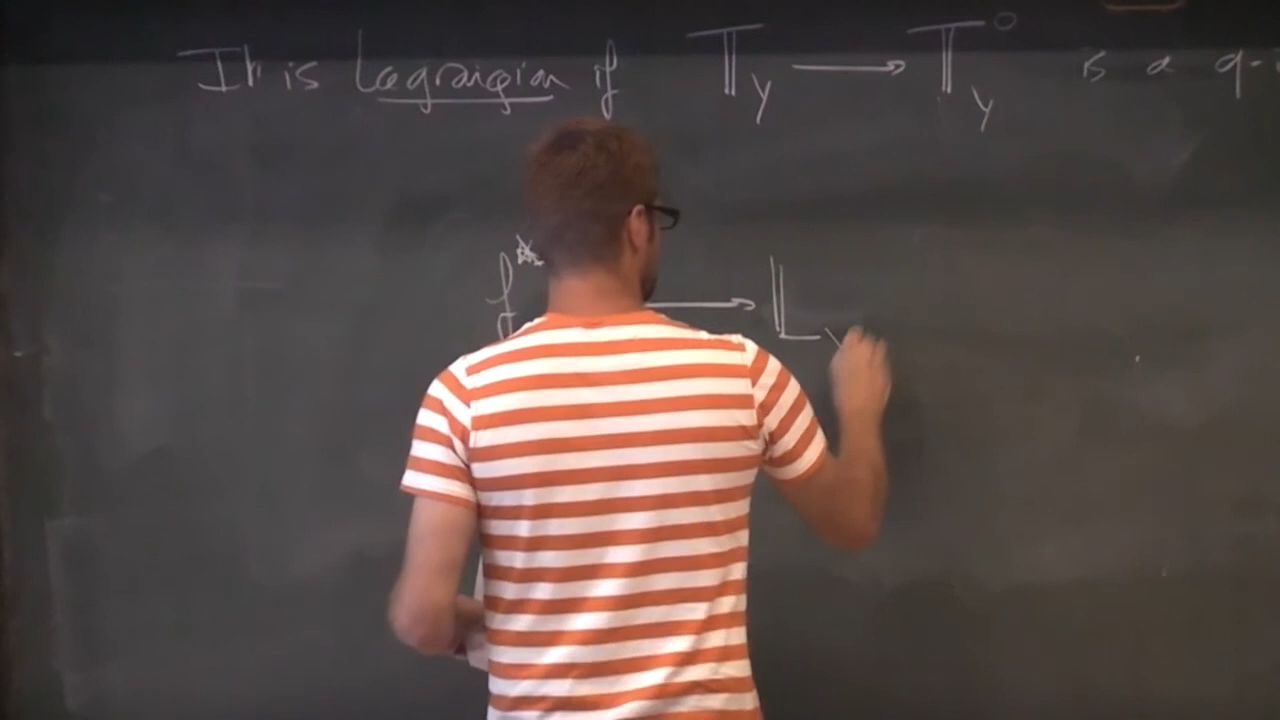 It is Lagrangian if 𝕋_Y ⟶ 𝕋_Y° is a q-
f* ⟶ 𝕃